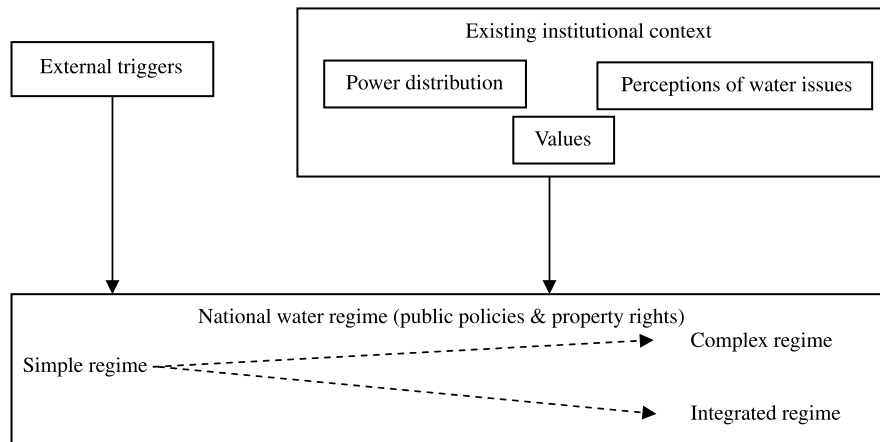 Existing institutional context
External triggers
Power distribution
Perceptions of water issues
Values
National water regime (public policies & property rights)
Simple regime
Complex regime
Integrated regime